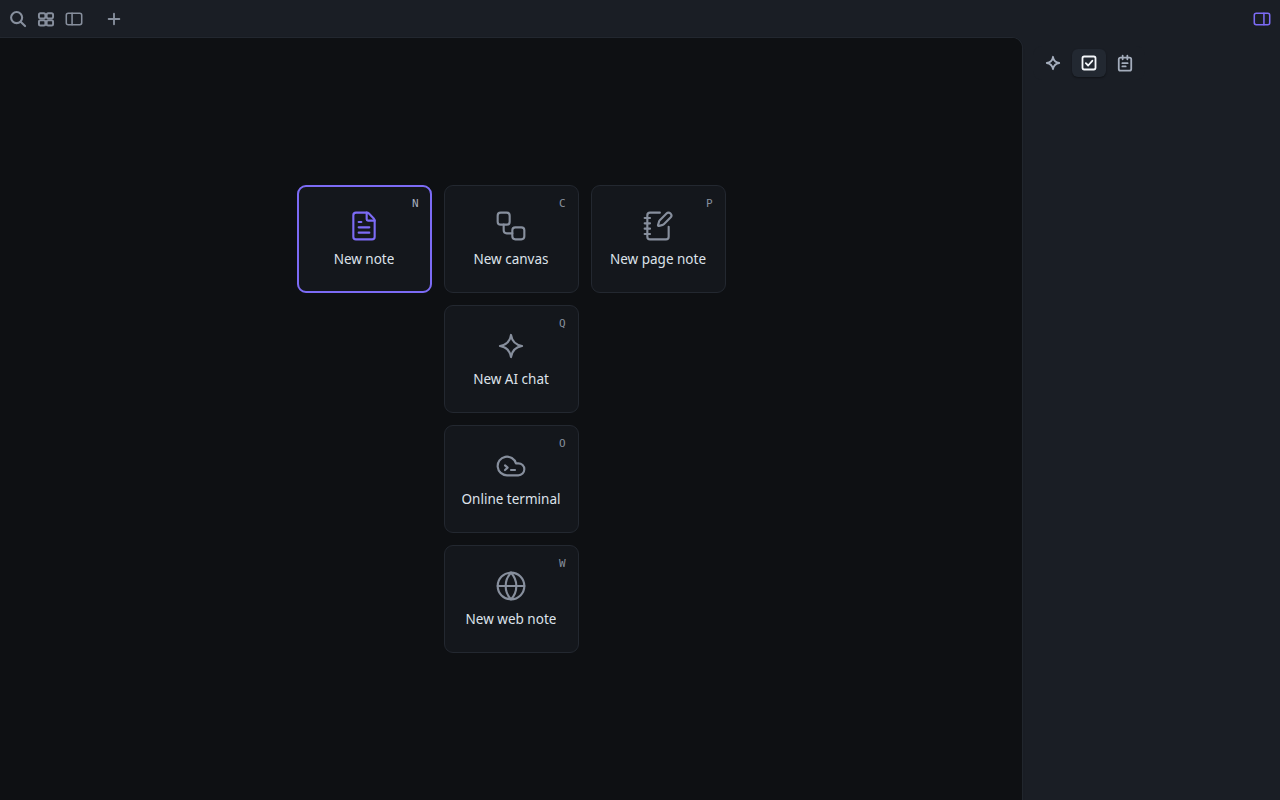 N
New note
C
New canvas
P
New page note
Q
New AI chat
O
Online terminal
W
New web note